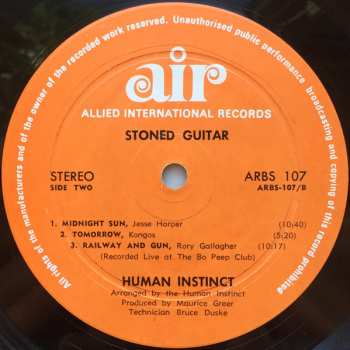 All rights of the manufacturers and of the owner of the recorded work reserved. Unauthorised public performance, broadcasting and copying of this record prohibited
air
ALLIED INTERNATIONAL RECORDS
STONED GUITAR
STEREO
SIDE TWO
ARBS 107
ARBS-107/B
1. MIDNIGHT SUN, Jesse Harper (10:40)
2. TOMORROW, Kongos (5:20)
3. RAILWAY AND GUN, Rory Gallagher (10:17)
(Recorded Live at The Bo Peep Club)
HUMAN INSTINCT
Arranged by the Human Instinct
Produced by Maurice Greer
Technician Bruce Duske